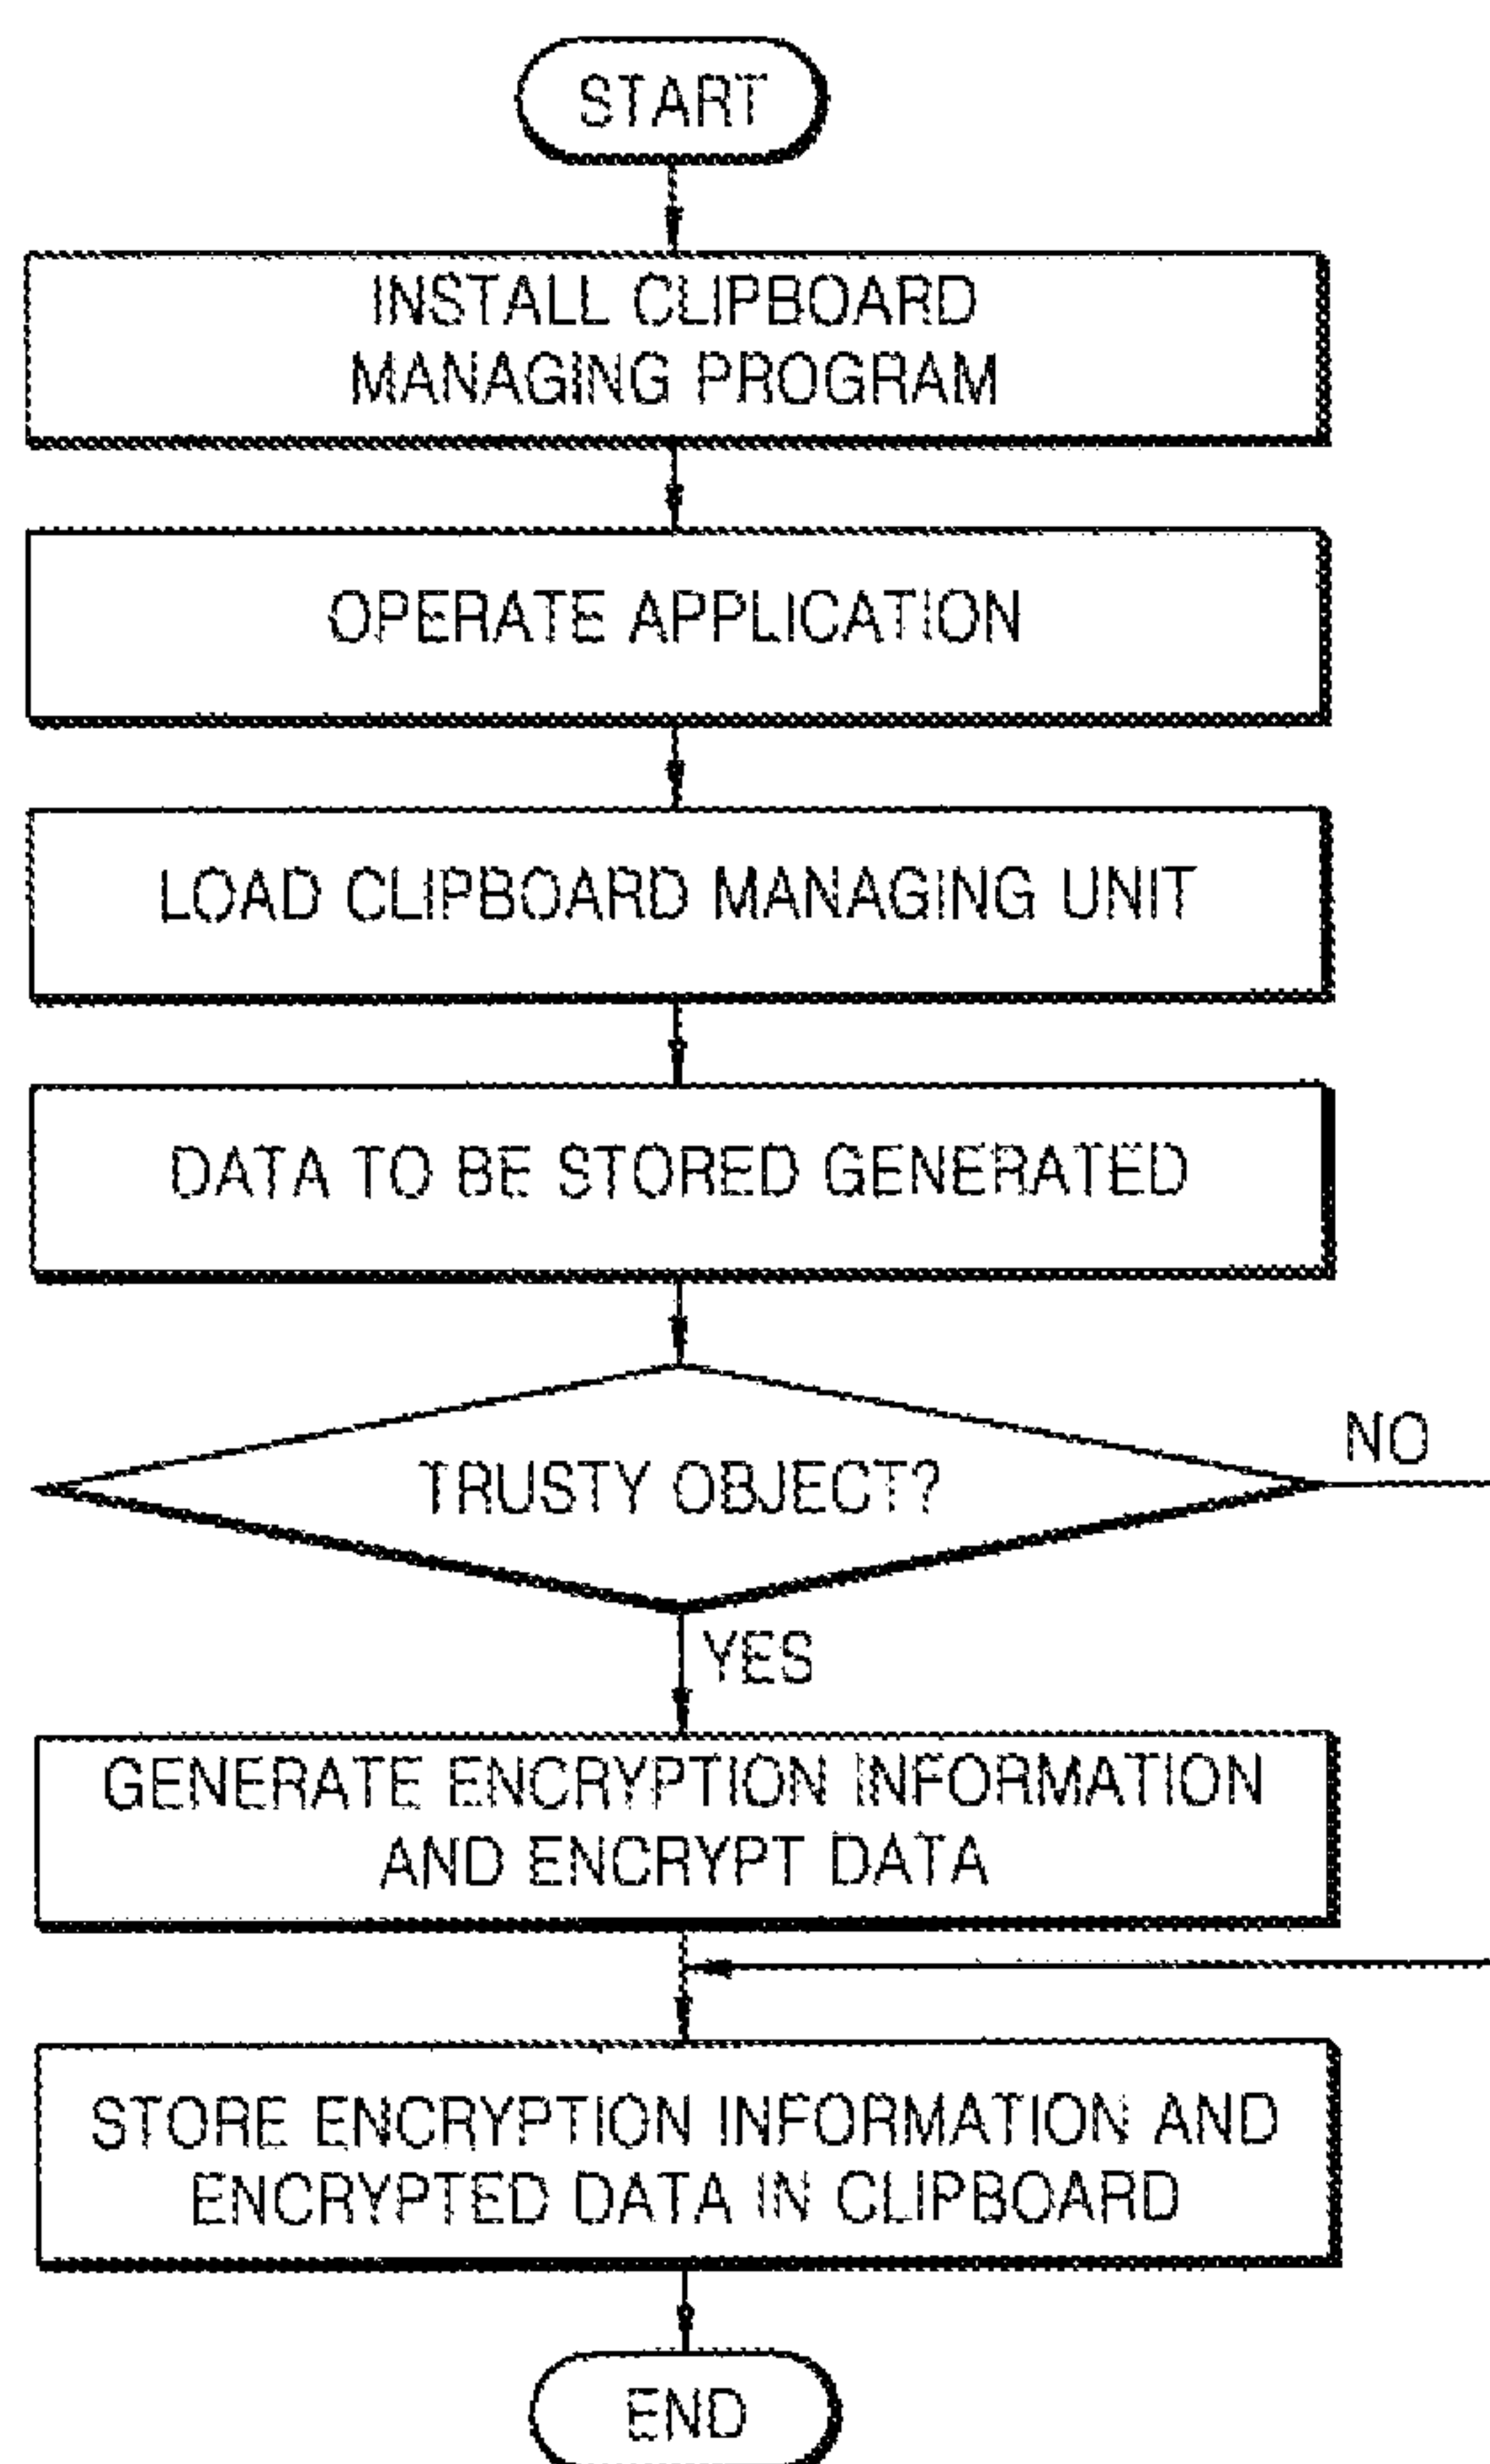 START
INSTALL CLIPBOARD
MANAGING PROGRAM
OPERATE APPLICATION
LOAD CLIPBOARD MANAGING UNIT
DATA TO BE STORED GENERATED
TRUSTY OBJECT?
NO
YES
GENERATE ENCRYPTION INFORMATION
AND ENCRYPT DATA
STORE ENCRYPTION INFORMATION AND
ENCRYPTED DATA IN CLIPBOARD
END